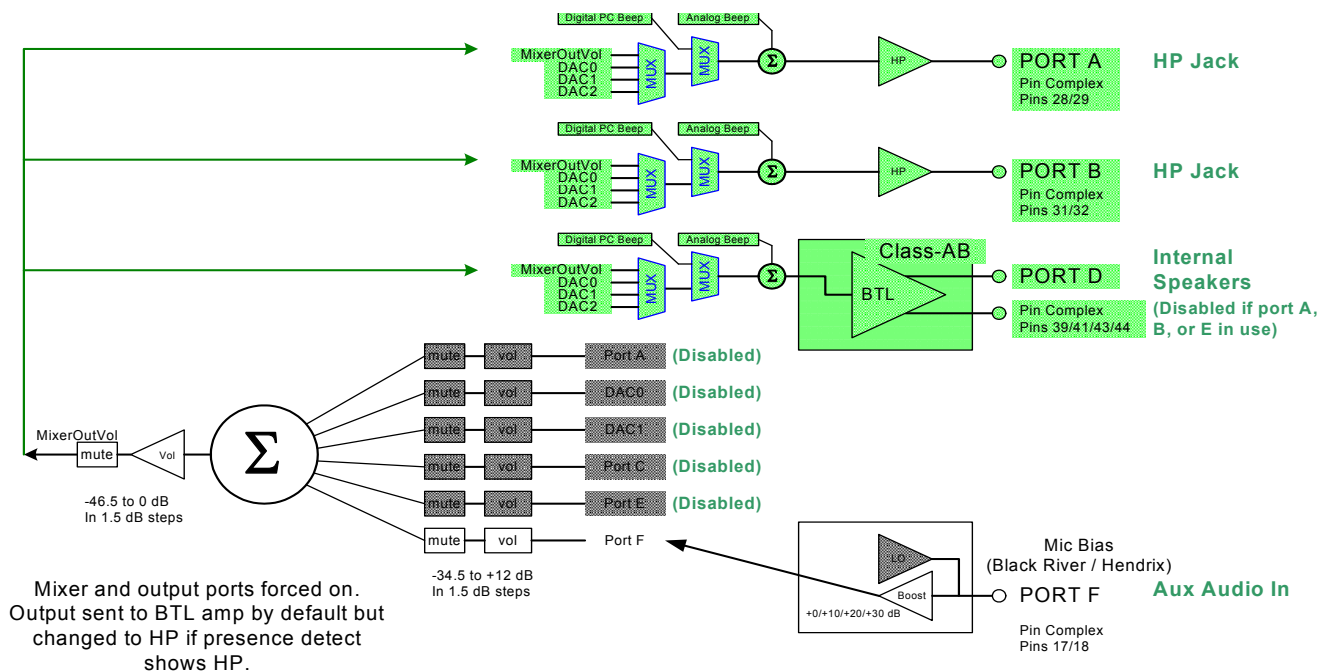 Digital PC Beep
Analog Beep
MixerOutVol
DAC0
DAC1
DAC2
MUX
MUX
Σ
HP
PORT A
Pin Complex
Pins 28/29
HP Jack
Digital PC Beep
Analog Beep
MixerOutVol
DAC0
DAC1
DAC2
MUX
MUX
Σ
HP
PORT B
Pin Complex
Pins 31/32
HP Jack
Digital PC Beep
Analog Beep
MixerOutVol
DAC0
DAC1
DAC2
MUX
MUX
Σ
Class-AB
BTL
PORT D
Pin Complex
Pins 39/41/43/44
Internal
Speakers
(Disabled if port A,
B, or E in use)
mute
vol
Port A
(Disabled)
mute
vol
DAC0
(Disabled)
mute
vol
DAC1
(Disabled)
mute
vol
Port C
(Disabled)
mute
vol
Port E
(Disabled)
mute
vol
Port F
-34.5 to +12 dB
In 1.5 dB steps
MixerOutVol
mute
Vol
Σ
-46.5 to 0 dB
In 1.5 dB steps
Mixer and output ports forced on.
Output sent to BTL amp by default but
changed to HP if presence detect
shows HP.
LO
Boost
+0/+10/+20/+30 dB
Mic Bias
(Black River / Hendrix)
PORT F
Pin Complex
Pins 17/18
Aux Audio In